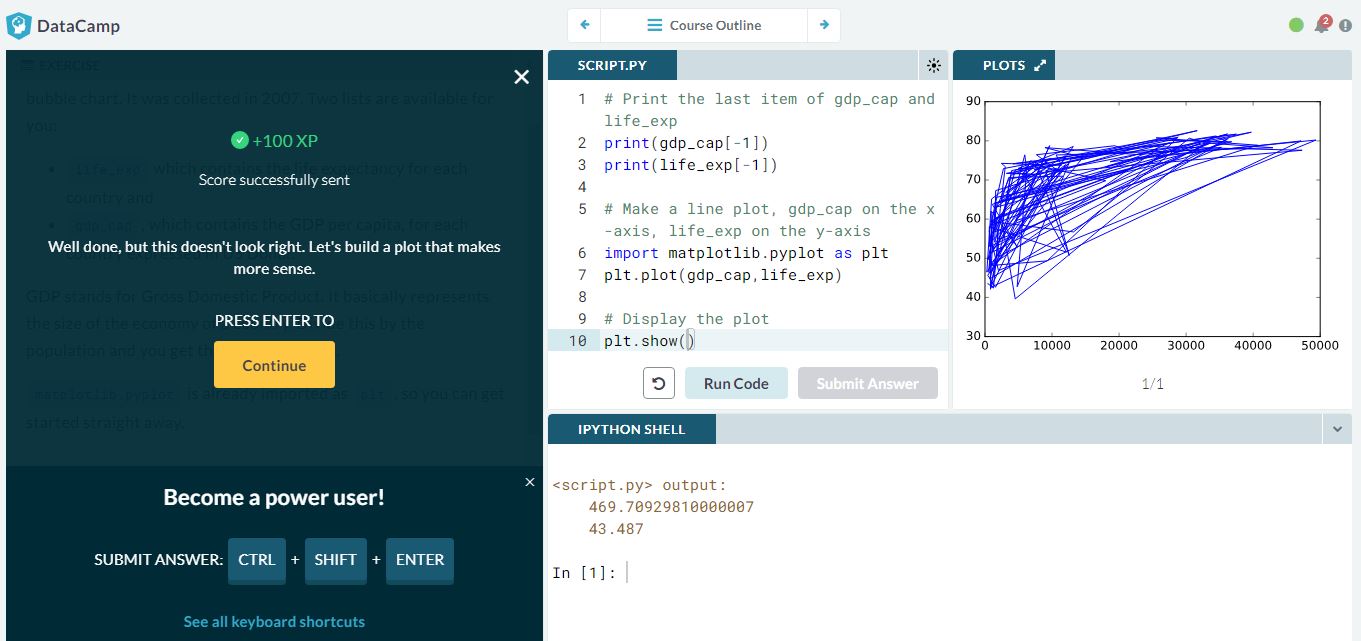 DataCamp
Course Outline
2
EXERCISE
bubble chart. It was collected in 2007. Two lists are available for
you:
life_exp which contains the life expectancy for each
country and
gdp_cap , which contains the GDP per capita, for each
country expressed in US
GDP stands for Gross Domestic Product. It basically represents
the size of the economy
this by the
population and you get
matplotlib.pyplot is already imported as plt , so you can get
started straight away.
+100 XP
Score successfully sent
Well done, but this doesn't look right. Let's build a plot that makes
more sense.
PRESS ENTER TO
Continue
Become a power user!
SUBMIT ANSWER: CTRL + SHIFT + ENTER
See all keyboard shortcuts
SCRIPT.PY
1 # Print the last item of gdp_cap and
life_exp
2 print(gdp_cap[-1])
3 print(life_exp[-1])
4
5 # Make a line plot, gdp_cap on the x
-axis, life_exp on the y-axis
6 import matplotlib.pyplot as plt
7 plt.plot(gdp_cap,life_exp)
8
9 # Display the plot
10 plt.show()
Run Code
Submit Answer
PLOTS
90
80
70
60
50
40
30
0 10000 20000 30000 40000 50000
1/1
IPYTHON SHELL
<script.py> output:
469.70929810000007
43.487
In [1]: